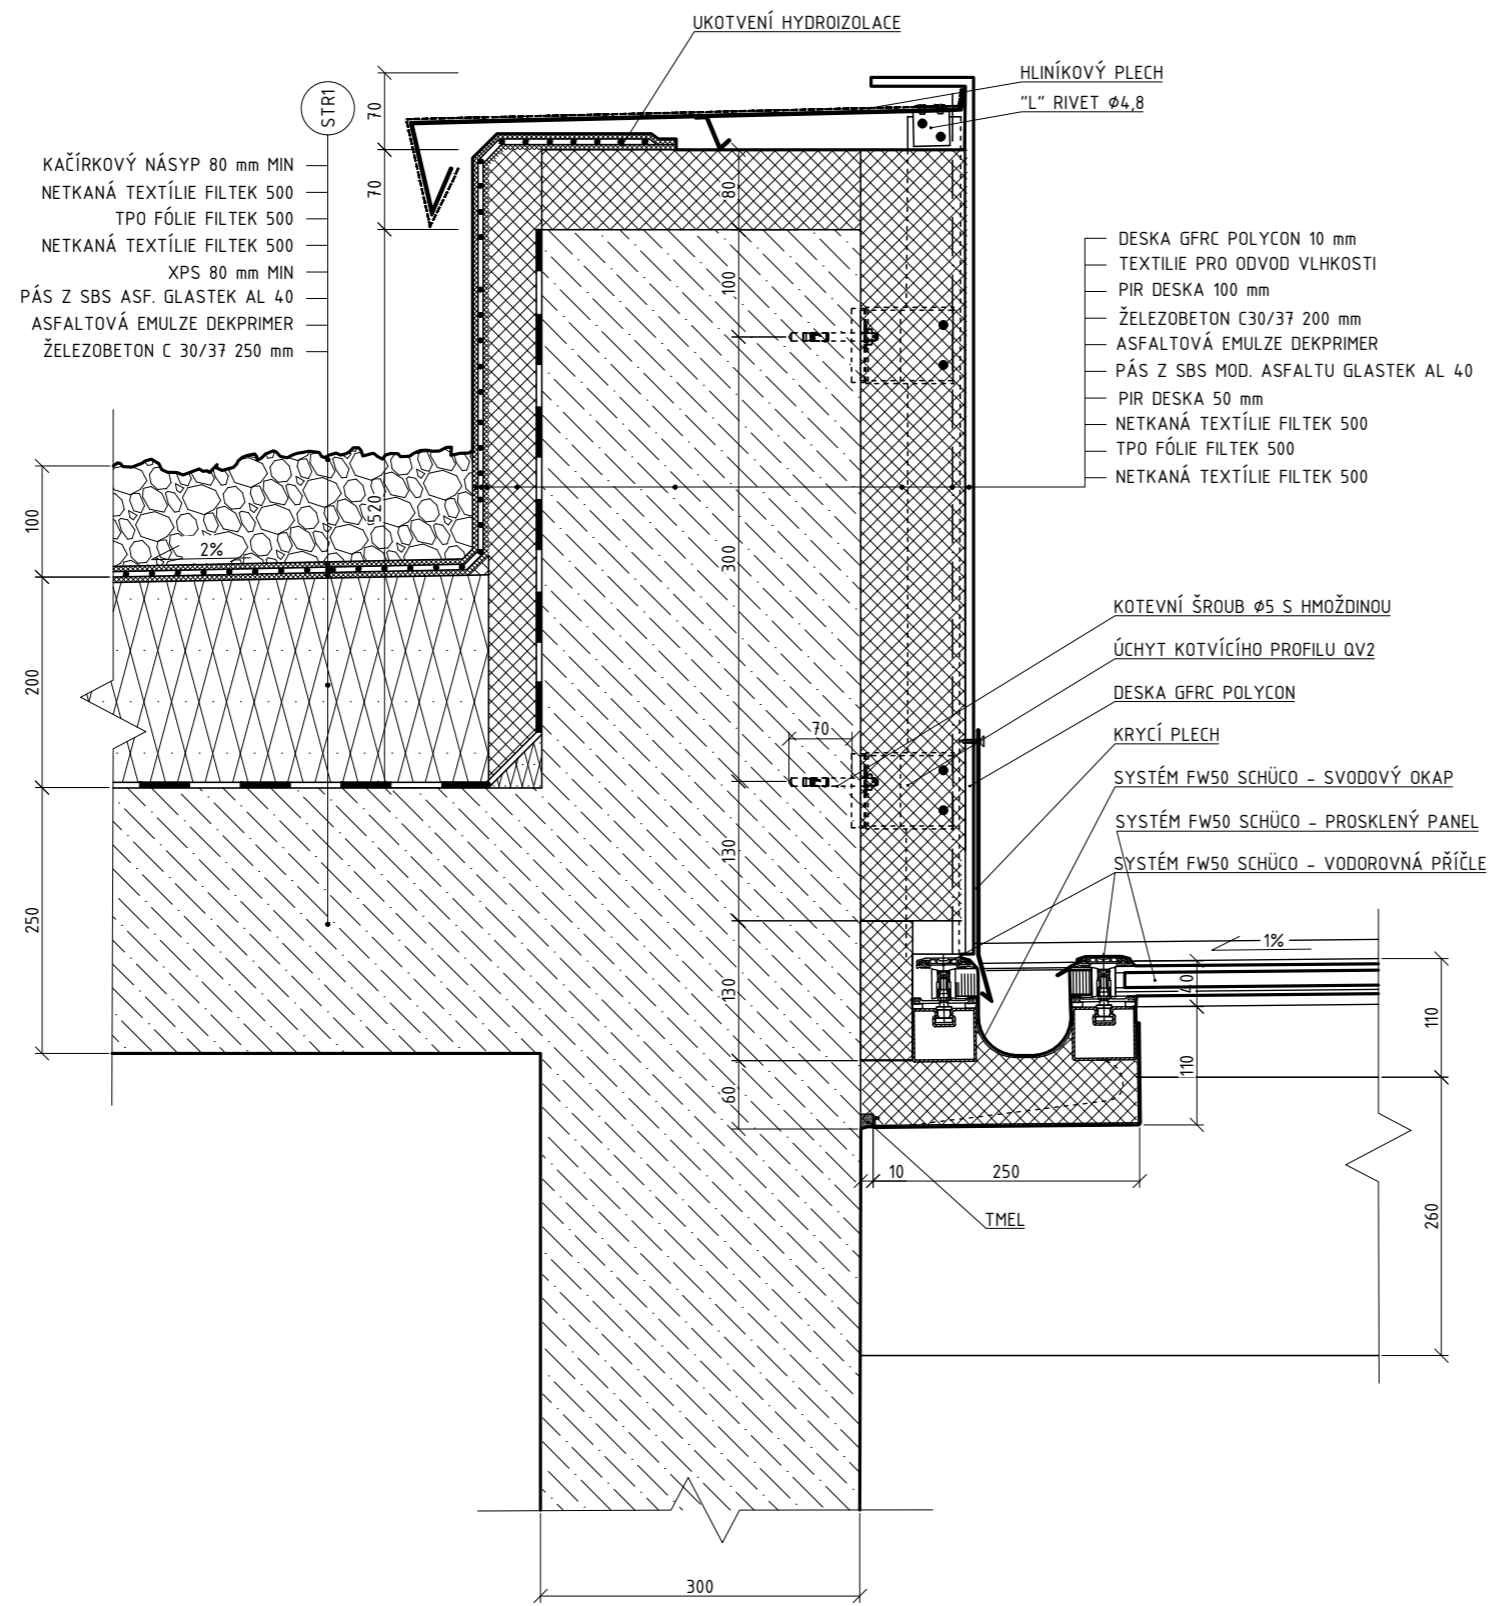 UKOTVENÍ HYDROIZOLACE
HLINÍKOVÝ PLECH
"L" RIVET Ø4,8
STR1
KAČÍRKOVÝ NÁSYP 80 mm MIN
NETKANÁ TEXTÍLIE FILTEK 500
TPO FÓLIE FILTEK 500
NETKANÁ TEXTÍLIE FILTEK 500
XPS 80 mm MIN
PÁS Z SBS ASF. GLASTEK AL 40
ASFALTOVÁ EMULZE DEKPRIMER
ŽELEZOBETON C 30/37 250 mm
DESKA GFRC POLYCON 10 mm
TEXTILIE PRO ODVOD VLHKOSTI
PIR DESKA 100 mm
ŽELEZOBETON C30/37 200 mm
ASFALTOVÁ EMULZE DEKPRIMER
PÁS Z SBS MOD. ASFALTU GLASTEK AL 40
PIR DESKA 50 mm
NETKANÁ TEXTÍLIE FILTEK 500
TPO FÓLIE FILTEK 500
NETKANÁ TEXTÍLIE FILTEK 500
KOTEVNÍ ŠROUB Ø5 S HMOŽDINOU
ÚCHYT KOTVÍCÍHO PROFILU QV2
DESKA GFRC POLYCON
KRYCÍ PLECH
SYSTÉM FW50 SCHÜCO - SVODOVÝ OKAP
SYSTÉM FW50 SCHÜCO - PROSKLENÝ PANEL
SYSTÉM FW50 SCHÜCO - VODOROVNÁ PŘÍČLE
70
70
520
100
200
250
2%
80
100
300
130
130
60
70
1%
40
110
110
260
10
250
TMEL
300